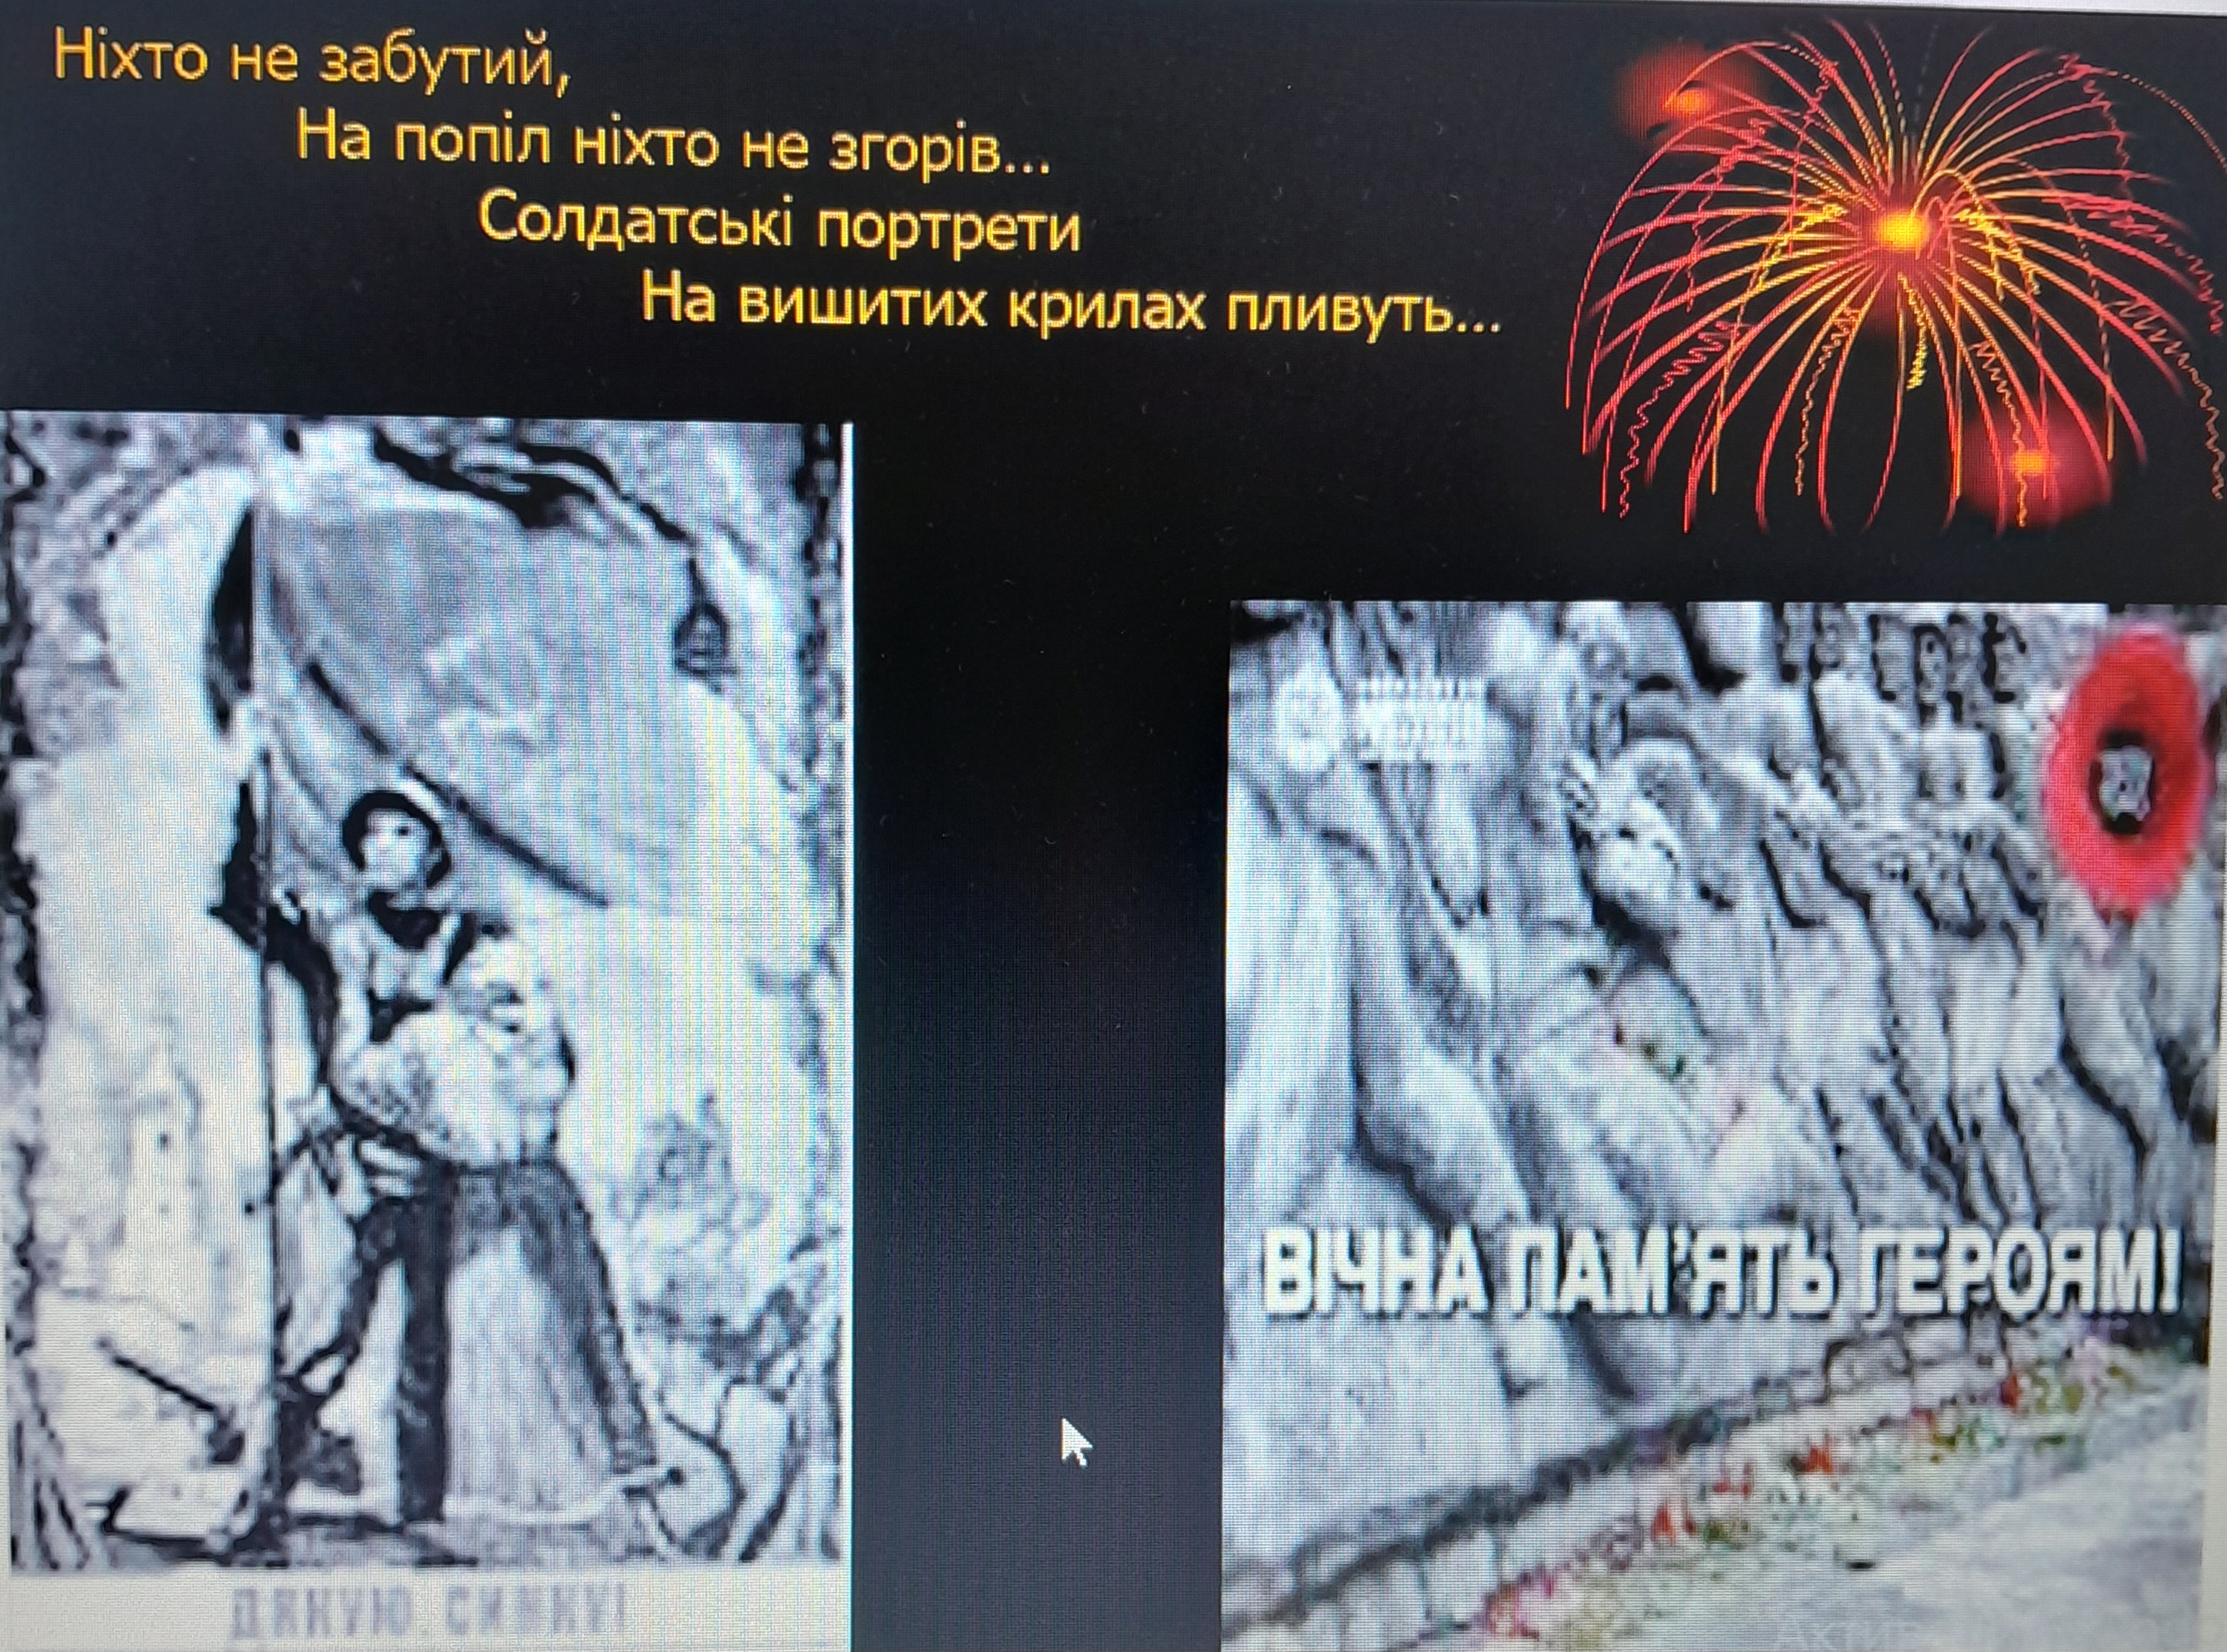 Ніхто не забутий,
На попіл ніхто не згорів...
Солдатські портрети
На вишитих крилах пливуть...
ВІЧНА ПАМ'ЯТЬ ГЕРОЯМ!
ДЯКУЮ, СИНКУ!